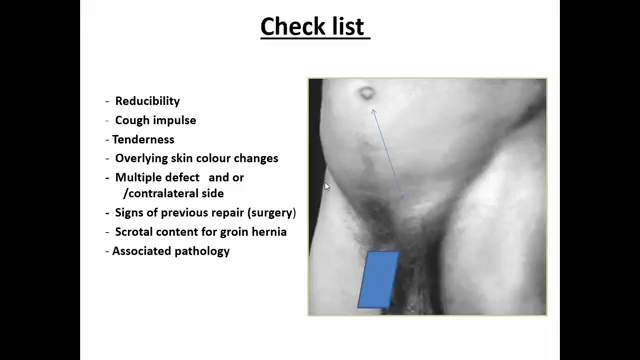 Check list
- Reducibility
- Cough impulse
- Tenderness
- Overlying skin colour changes
- Multiple defect and or
/contralateral side
- Signs of previous repair (surgery)
- Scrotal content for groin hernia
- Associated pathology